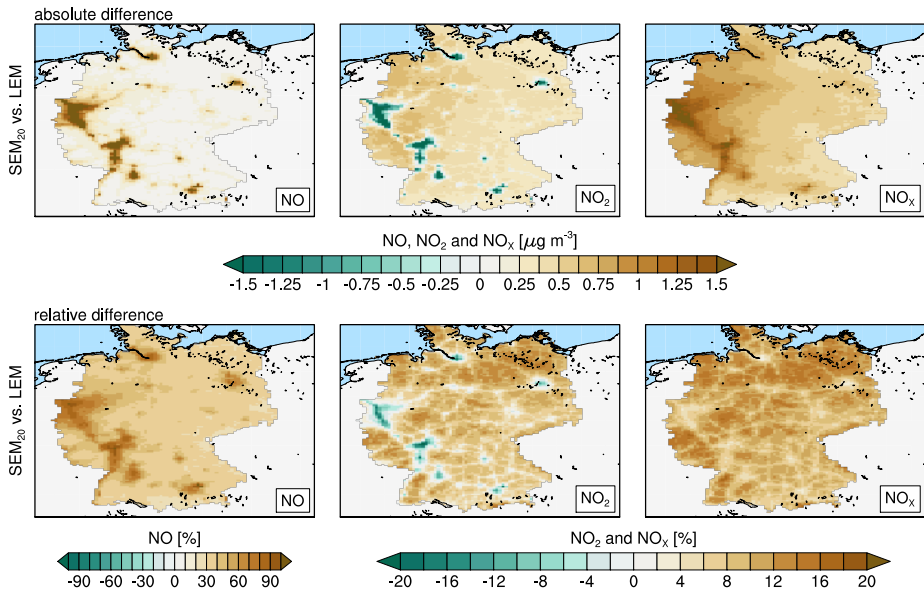 absolute difference
SEM₂₀ vs. LEM
NO
NO₂
NOₓ
NO, NO₂ and NOₓ [µg m⁻³]
-1.5 -1.25 -1 -0.75 -0.5 -0.25 0 0.25 0.5 0.75 1 1.25 1.5
relative difference
SEM₂₀ vs. LEM
NO
NO₂
NOₓ
NO [%]
-90 -60 -30 0 30 60 90
NO₂ and NOₓ [%]
-20 -16 -12 -8 -4 0 4 8 12 16 20